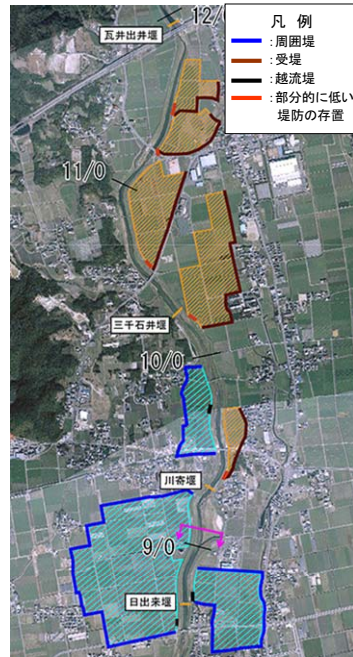 凡 例
:周囲堤
:受堤
:越流堤
:部分的に低い
堤防の存置
12/0
瓦井出井堰
11/0
三千石井堰
10/0
川寄堰
9/0
日出来堰